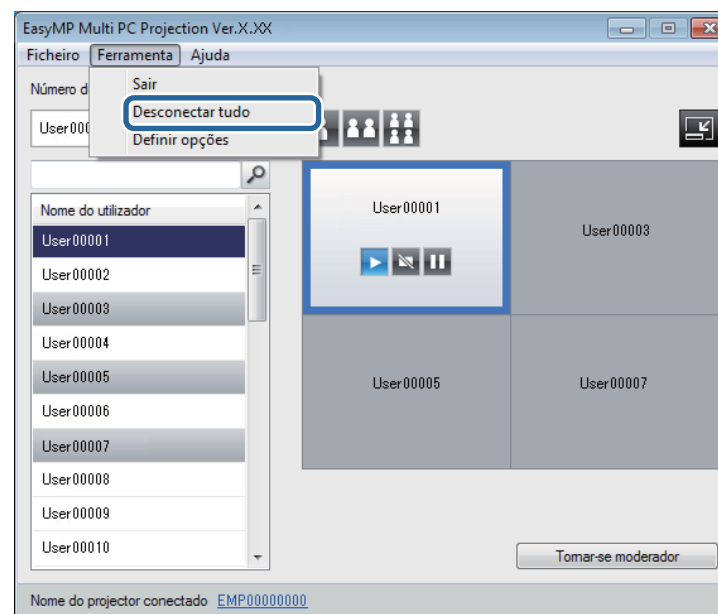 EasyMP Multi PC Projection Ver.X.XX
Ficheiro Ferramenta Ajuda
Sair
Desconectar tudo
Definir opções
Número d
User00
Nome do utilizador
User00001
User00002
User00003
User00004
User00005
User00006
User00007
User00008
User00009
User00010
User00001
User00003
User00005
User00007
Tornar-se moderador
Nome do projector conectado EMP00000000